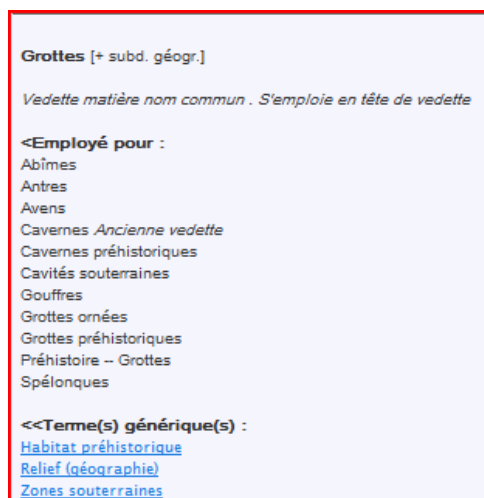 Grottes [+ subd. géogr.]
Vedette matière nom commun . S'emploie en tête de vedette
<Employé pour :
Abîmes
Antres
Avens
Cavernes Ancienne vedette
Cavernes préhistoriques
Cavités souterraines
Gouffres
Grottes ornées
Grottes préhistoriques
Préhistoire -- Grottes
Spélonques
<<Terme(s) générique(s) :
Habitat préhistorique
Relief (géographie)
Zones souterraines